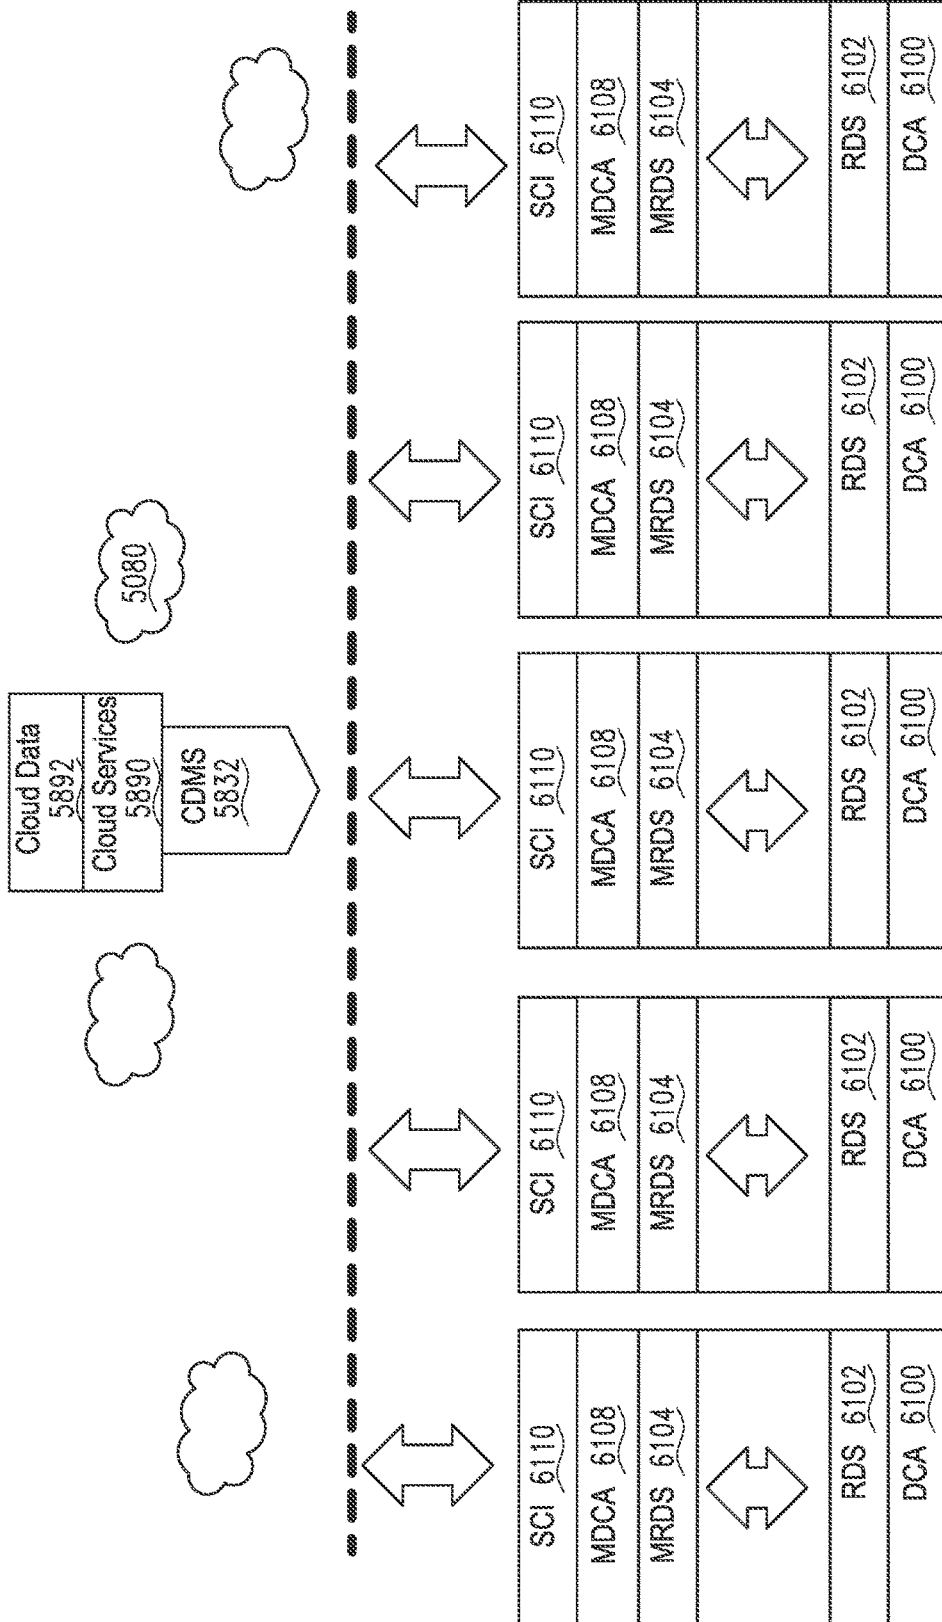 Cloud Data
5892
Cloud Services
5890
CDMS
5832
5080
SCI 6110
MDCA 6108
MRDS 6104
RDS 6102
DCA 6100
SCI 6110
MDCA 6108
MRDS 6104
RDS 6102
DCA 6100
SCI 6110
MDCA 6108
MRDS 6104
RDS 6102
DCA 6100
SCI 6110
MDCA 6108
MRDS 6104
RDS 6102
DCA 6100
SCI 6110
MDCA 6108
MRDS 6104
RDS 6102
DCA 6100